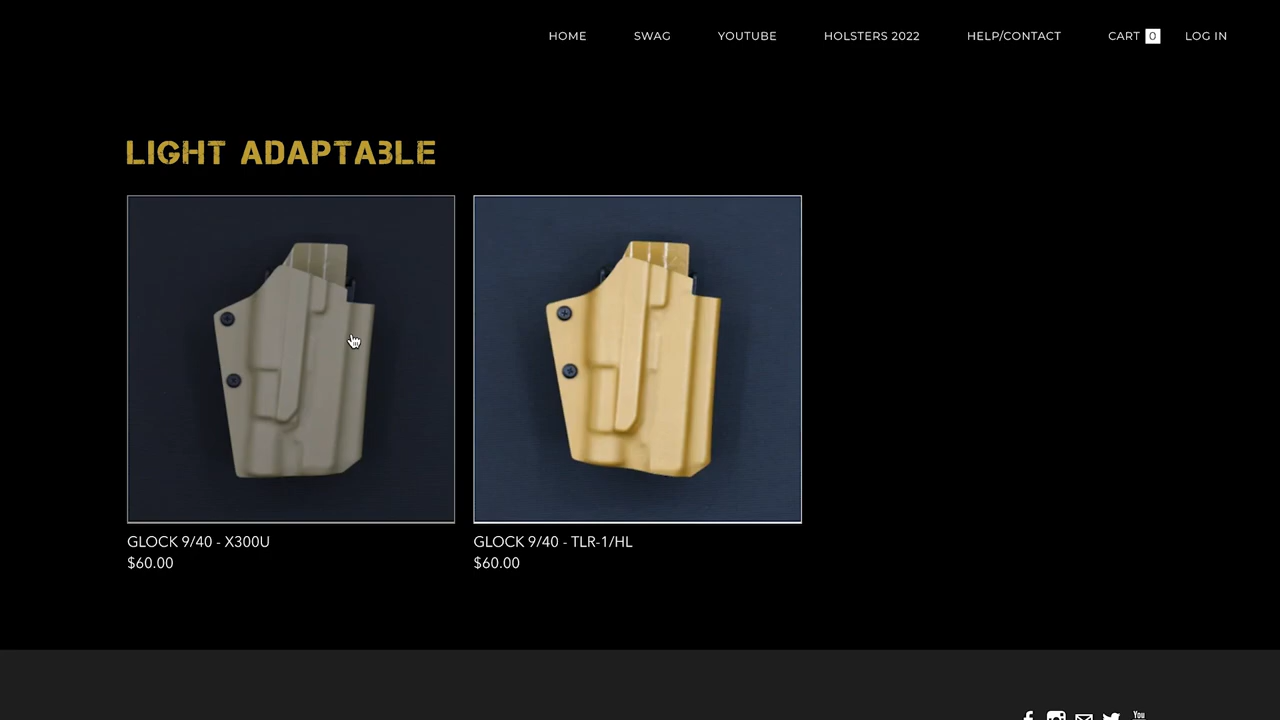 HOME SWAG YOUTUBE HOLSTERS 2022 HELP/CONTACT CART 0 LOG IN
LIGHT ADAPTABLE
GLOCK 9/40 - X300U
$60.00
GLOCK 9/40 - TLR-1/HL
$60.00
You